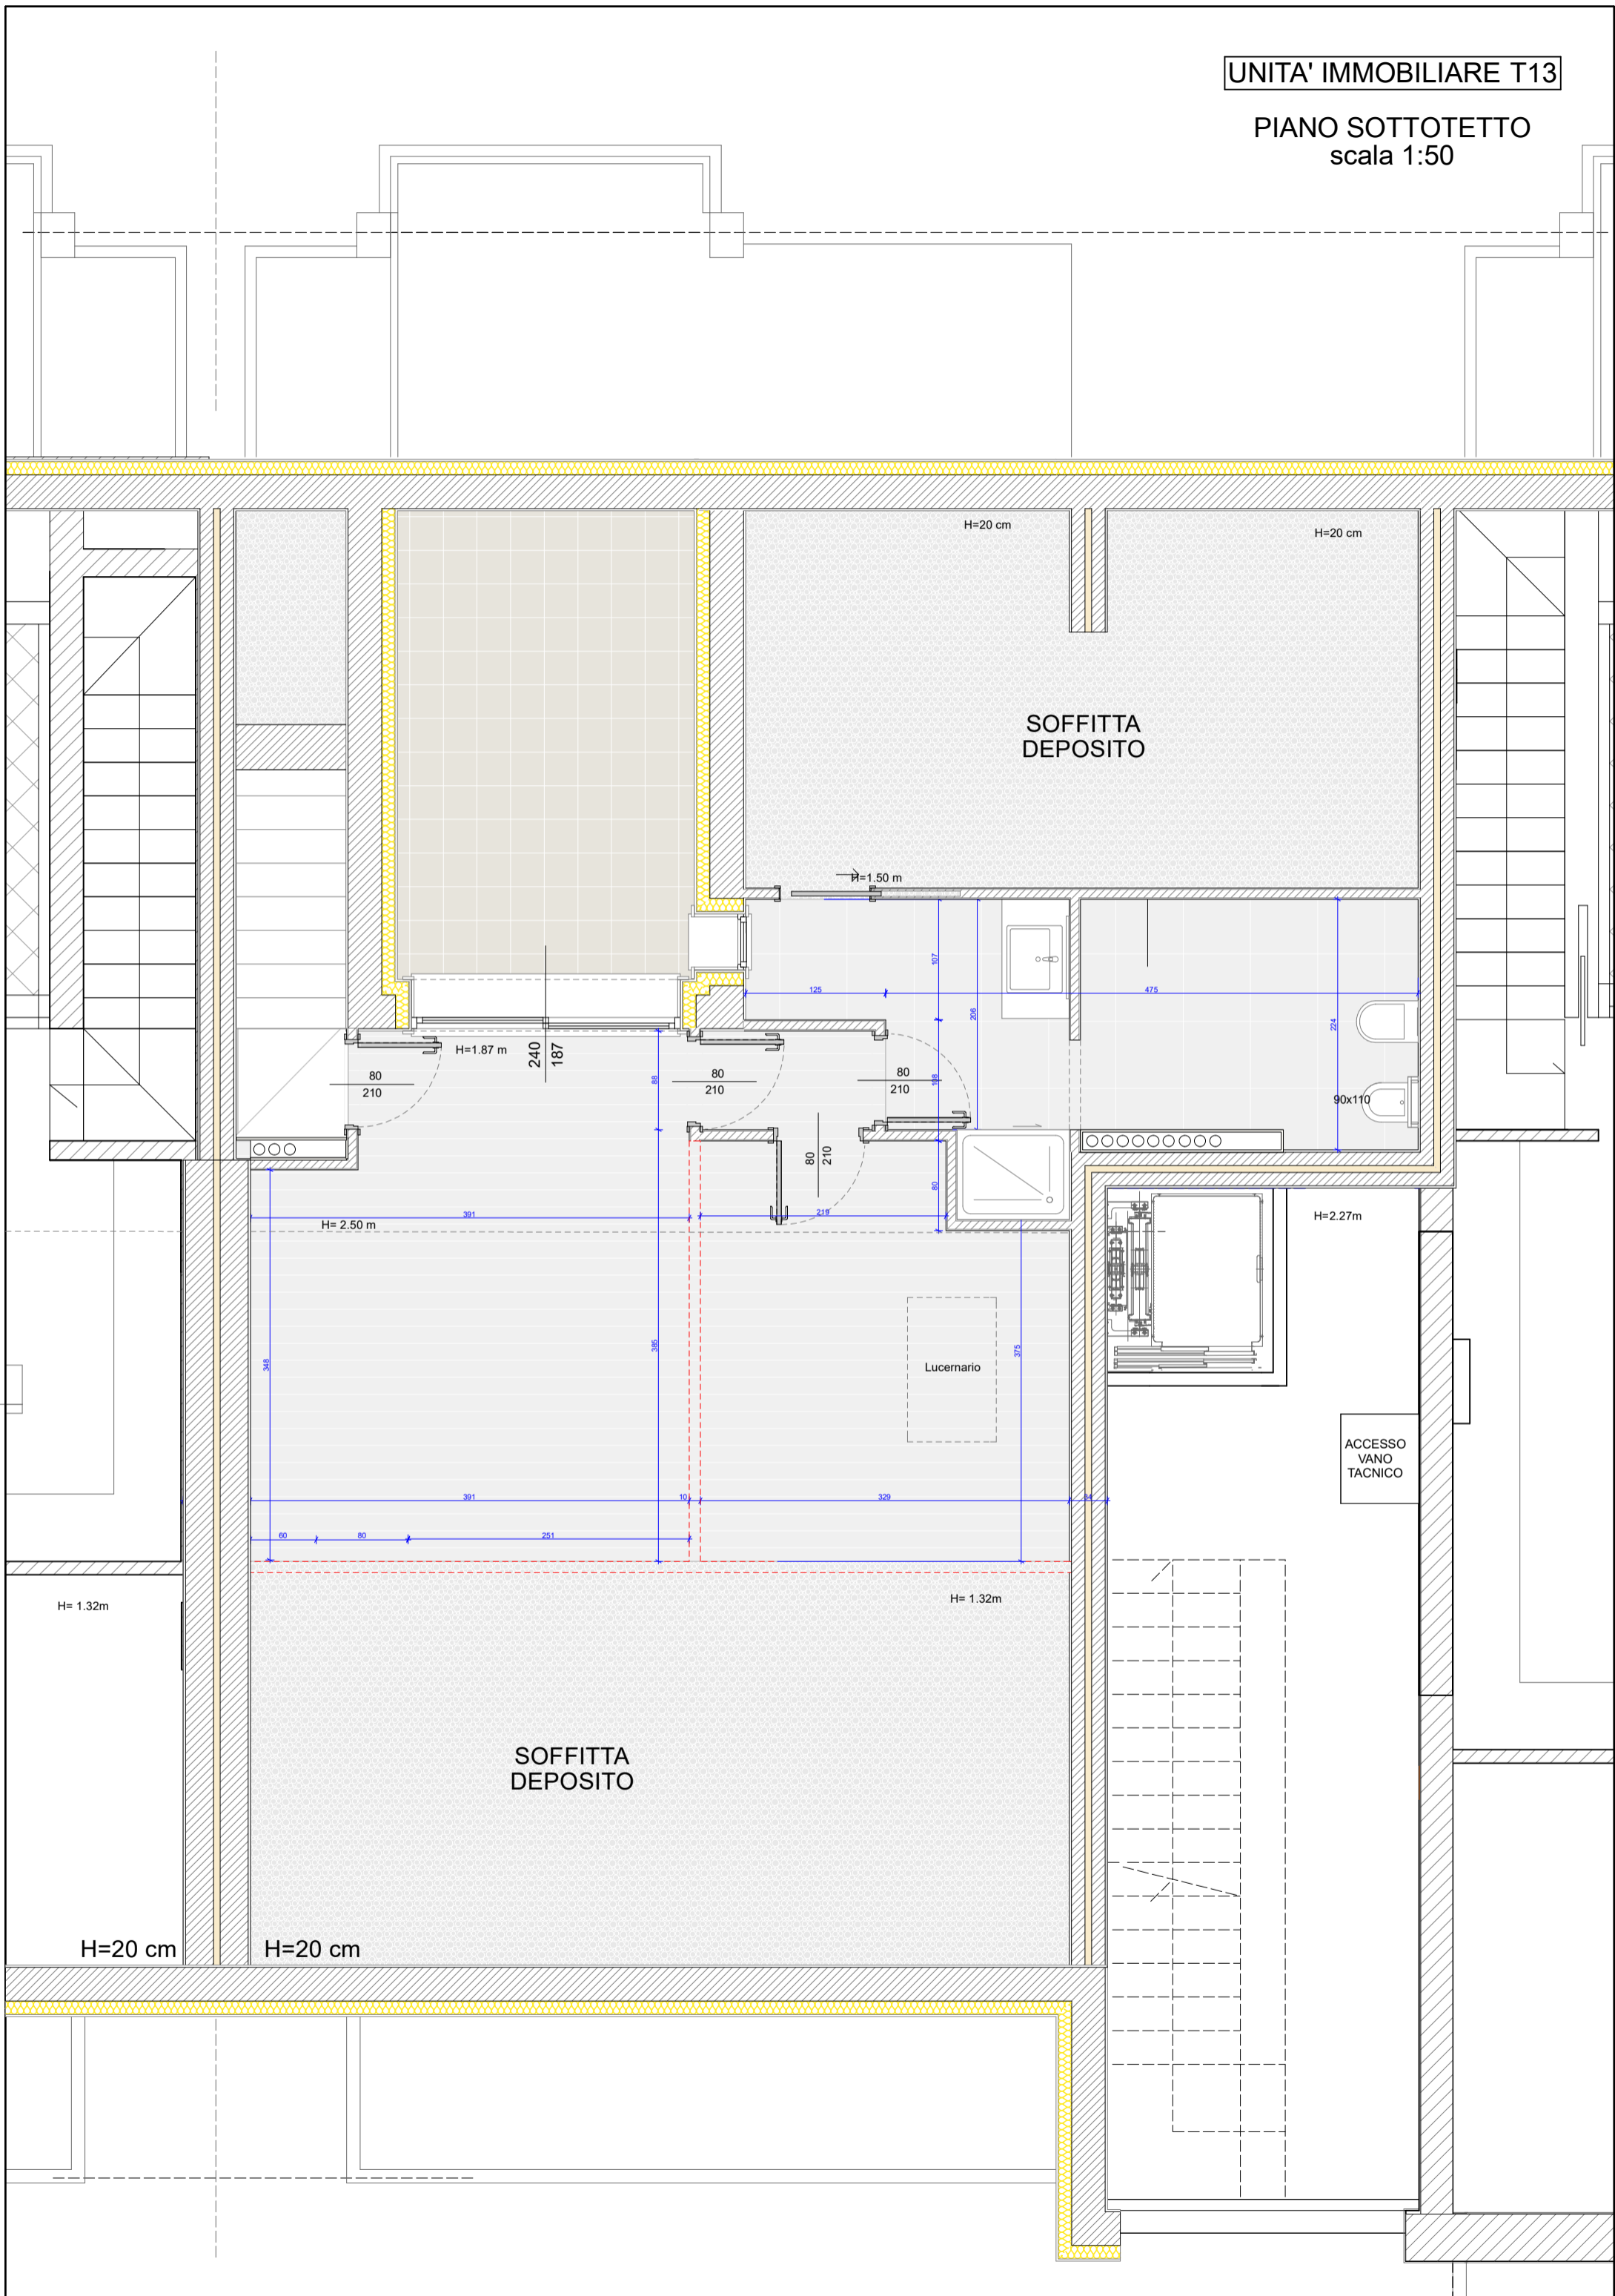 UNITA' IMMOBILIARE T13
PIANO SOTTOTETTO
scala 1:50
H=20 cm
H=20 cm
SOFFITTA
DEPOSITO
H=1.50 m
107
125
475
206
224
H=1.87 m
240
187
80
210
88
80
210
80
210
108
90x110
80
210
80
391
219
H= 2.50 m
H=2.27m
348
385
375
Lucernario
ACCESSO
VANO
TACNICO
391
10
329
34
60
80
251
H= 1.32m
H= 1.32m
SOFFITTA
DEPOSITO
H=20 cm
H=20 cm